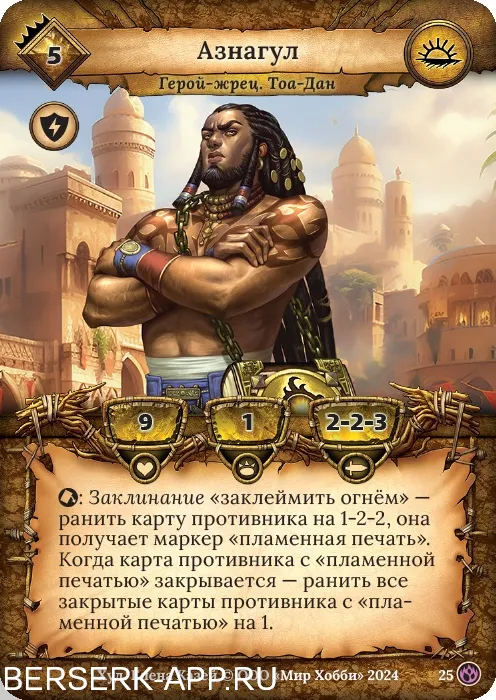 5
Азнагул
Герой-жрец. Тоа-Дан
9 1 2-2-3
: Заклинание «заклеймить огнём» —
ранить карту противника на 1-2-2, она
получает маркер «пламенная печать».
Когда карта противника с «пламенной
печатью» закрывается — ранить все
закрытые карты противника с «пла-
менной печатью» на 1.
© ООО «Мир Хобби» 2024 25
BERSERK-APP.RU